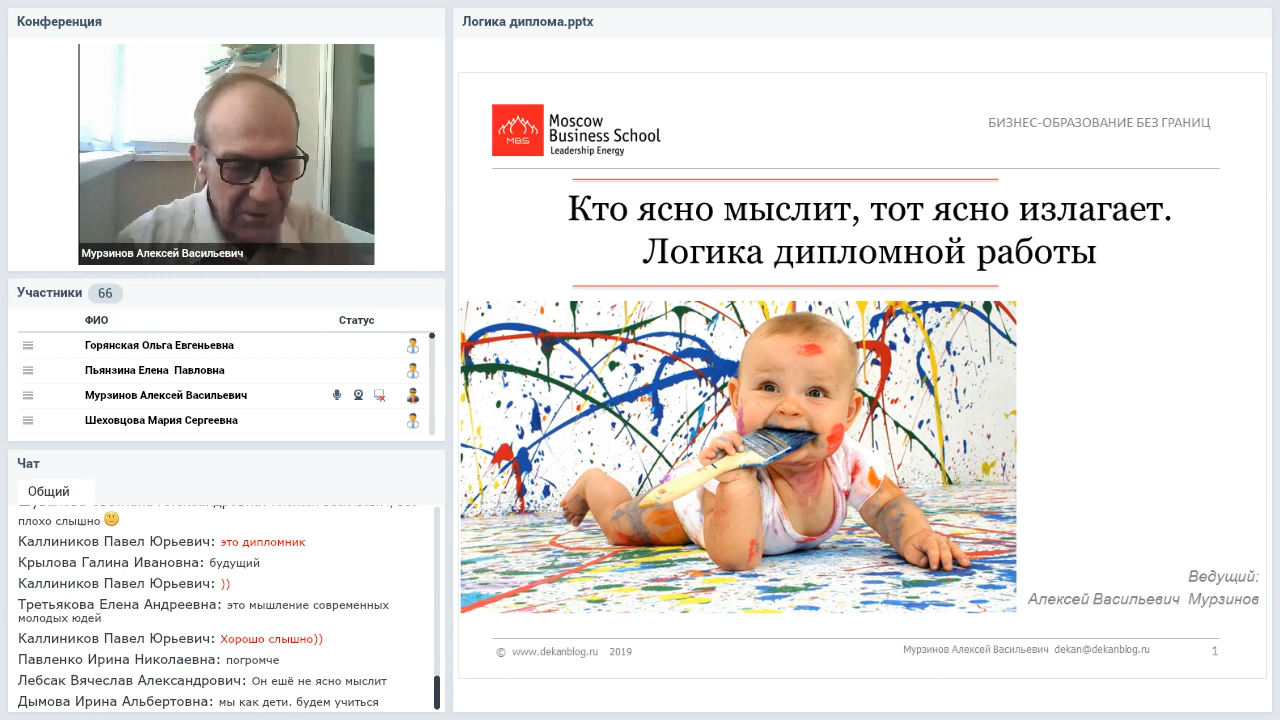 Конференция
Мурзинов Алексей Васильевич
Участники 66
ФИО Статус
Горянская Ольга Евгеньевна
Пьянзина Елена Павловна
Мурзинов Алексей Васильевич
Шеховцова Мария Сергеевна
Чат
Общий
плохо слышно
Каллиников Павел Юрьевич: это дипломник
Крылова Галина Ивановна: будущий
Каллиников Павел Юрьевич: ))
Третьякова Елена Андреевна: это мышление современных
молодых юдей
Каллиников Павел Юрьевич: Хорошо слышно))
Павленко Ирина Николаевна: погромче
Лебсак Вячеслав Александрович: Он ешё не ясно мыслит
Дымова Ирина Альбертовна: мы как дети. будем учиться
Логика диплома.pptx
MBS
Moscow
Business School
Leadership Energy
БИЗНЕС-ОБРАЗОВАНИЕ БЕЗ ГРАНИЦ
Кто ясно мыслит, тот ясно излагает.
Логика дипломной работы
Ведущий:
Алексей Васильевич Мурзинов
© www.dekanblog.ru 2019
Мурзинов Алексей Васильевич dekan@dekanblog.ru 1